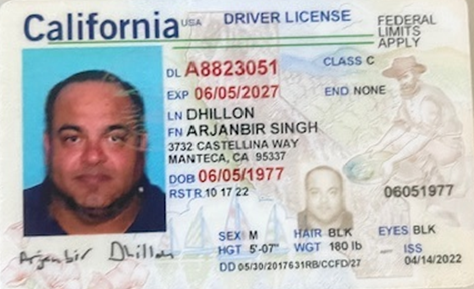 California USA DRIVER LICENSE
FEDERAL
LIMITS
APPLY
DL A8823051
CLASS C
EXP 06/05/2027
END NONE
LN DHILLON
FN ARJANBIR SINGH
3732 CASTELLINA WAY
MANTECA, CA 95337
DOB 06/05/1977
RSTR 10 17 22
06051977
SEX M
HAIR BLK
EYES BLK
HGT 5'-07"
WGT 180 lb
ISS
DD 05/30/2017631RB/CCFD/27
04/14/2022
Arjanbir Dhillon